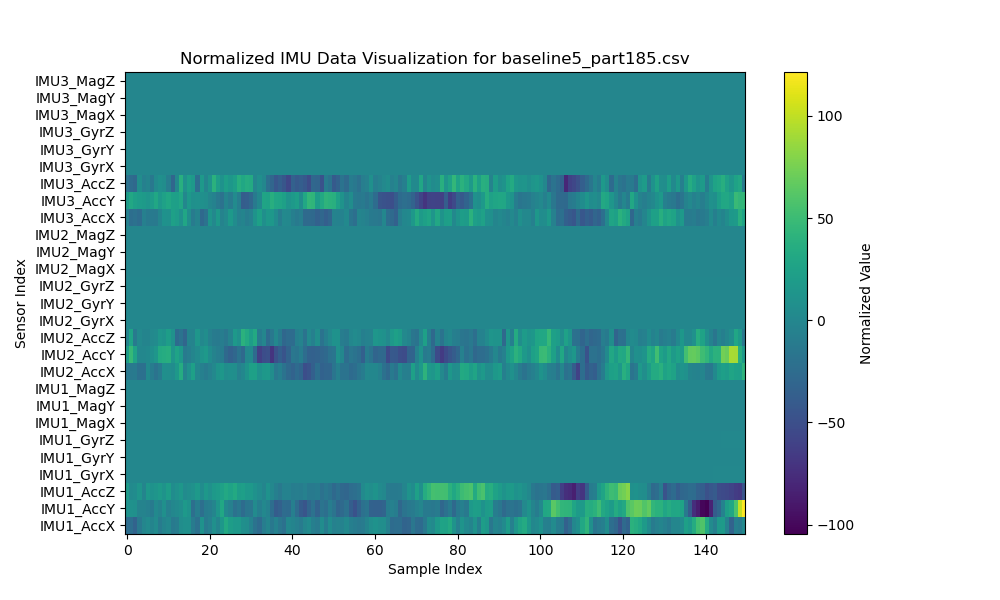 Normalized IMU Data Visualization for baseline5_part185.csv
IMU3_MagZ
IMU3_MagY
IMU3_MagX
IMU3_GyrZ
IMU3_GyrY
IMU3_GyrX
IMU3_AccZ
IMU3_AccY
IMU3_AccX
IMU2_MagZ
IMU2_MagY
IMU2_MagX
IMU2_GyrZ
IMU2_GyrY
IMU2_GyrX
IMU2_AccZ
IMU2_AccY
IMU2_AccX
IMU1_MagZ
IMU1_MagY
IMU1_MagX
IMU1_GyrZ
IMU1_GyrY
IMU1_GyrX
IMU1_AccZ
IMU1_AccY
IMU1_AccX
Sensor Index
0 20 40 60 80 100 120 140
Sample Index
100
50
0
−50
−100
Normalized Value